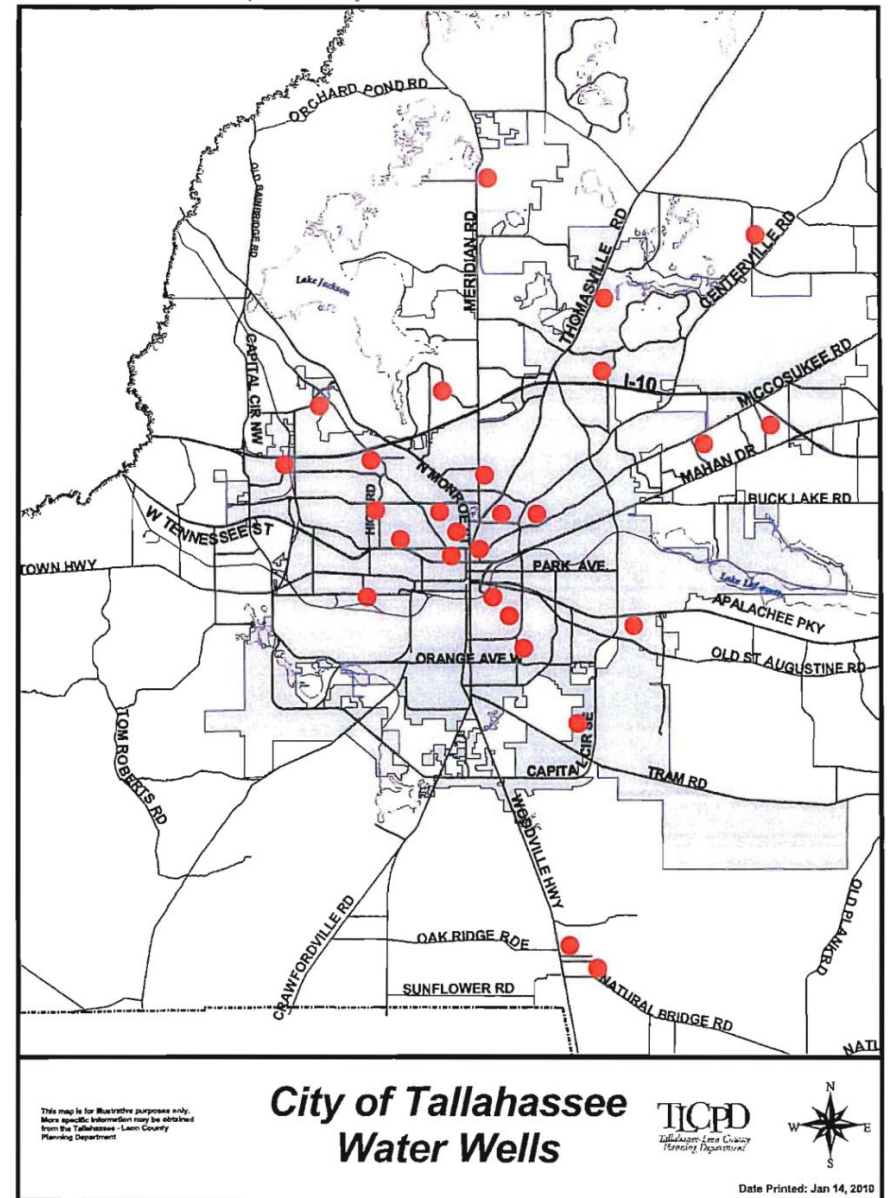 ORCHARD POND RD
OLD BAINBRIDGE RD
MERIDIAN RD
THOMASVILLE RD
CENTERVILLE RD
Lake Jackson
CAPITAL CIR NW
I-10
MICCOSUKEE RD
MAHAN DR
N MONROE
BUCK LAKE RD
W TENNESSEE ST
RD
TOWN HWY
PARK AVE.
Lake
APALACHEE PKY
ORANGE AVE W
OLD ST AUGUSTINE RD
TOM ROBERTS RD
CAPITAL CIR SE
TRAM RD
WOODVILLE HWY
OLD PLANK RD
CRAWFORDVILLE RD
OAK RIDGE RD E
SUNFLOWER RD
NATURAL BRIDGE RD
NATL
This map is for illustrative purposes only.
More specific information may be obtained
from the Tallahassee - Leon County
Planning Department
City of Tallahassee
Water Wells
TLCPD
Tallahassee-Leon County
Planning Department
N
W
E
S
Date Printed: Jan 14, 2010